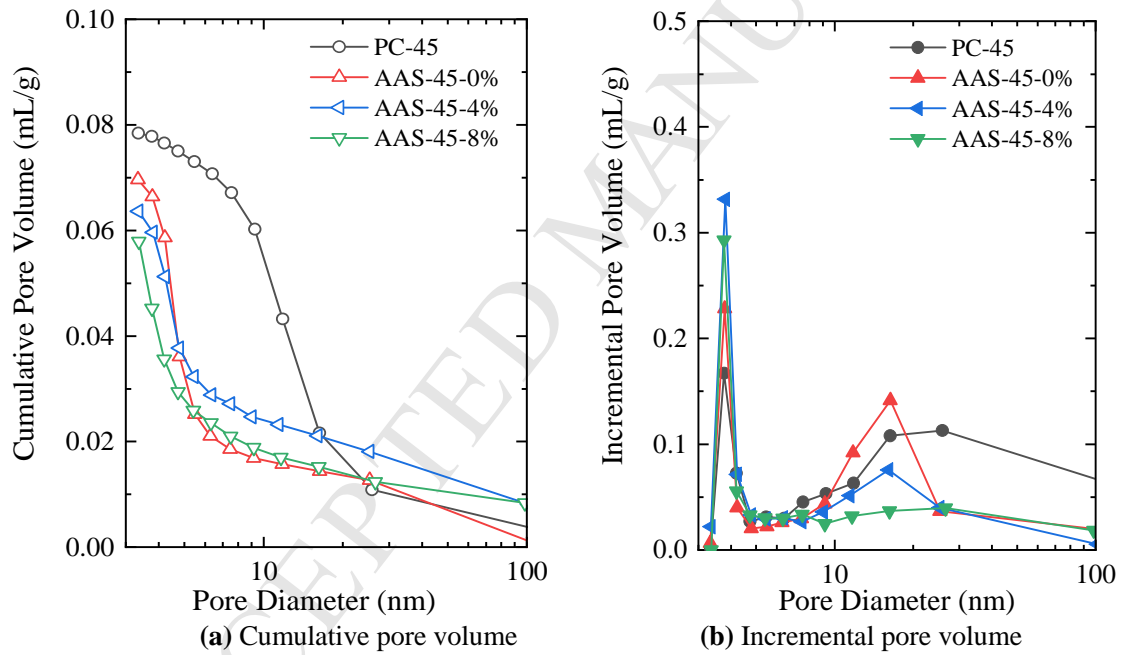 0.10
0.08
0.06
0.04
0.02
0.00
10
100
Cumulative Pore Volume (mL/g)
Pore Diameter (nm)
PC-45
AAS-45-0%
AAS-45-4%
AAS-45-8%
(a) Cumulative pore volume
0.5
0.4
0.3
0.2
0.1
0.0
10
100
Incremental Pore Volume (mL/g)
Pore Diameter (nm)
PC-45
AAS-45-0%
AAS-45-4%
AAS-45-8%
(b) Incremental pore volume
CEPTED MANU